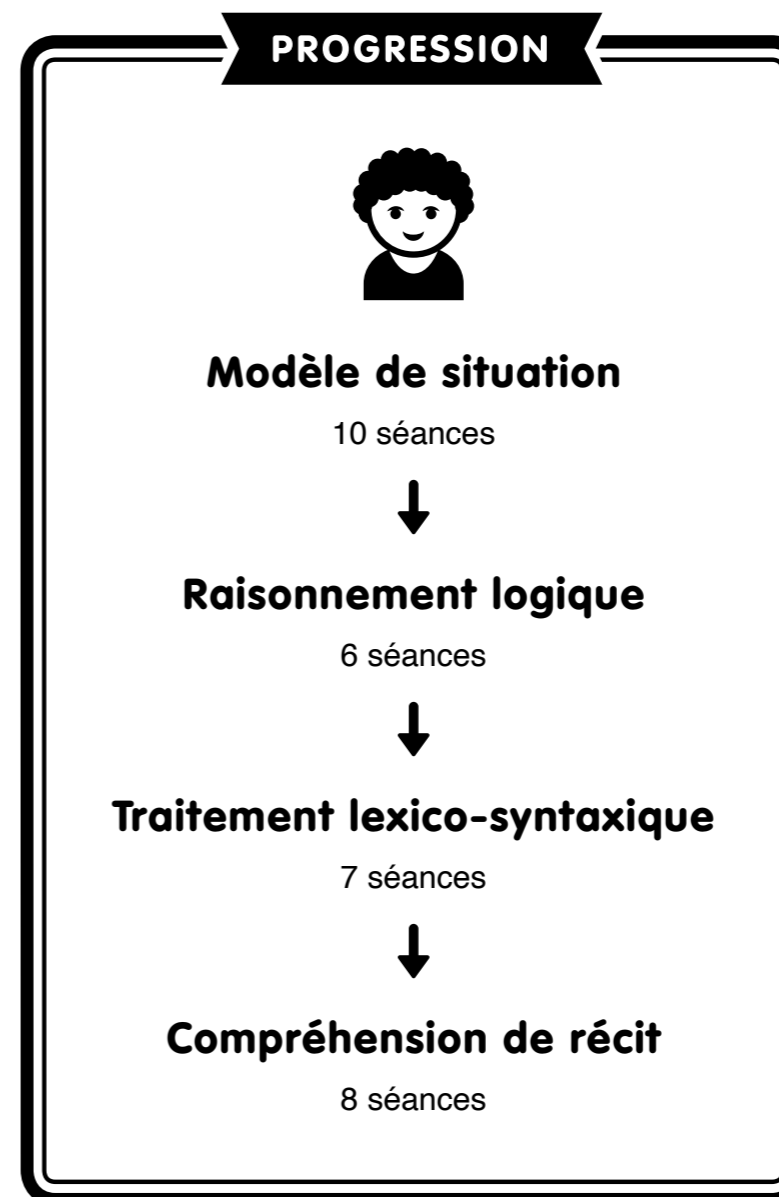 PROGRESSION
Modèle de situation
10 séances
Raisonnement logique
6 séances
Traitement lexico-syntaxique
7 séances
Compréhension de récit
8 séances